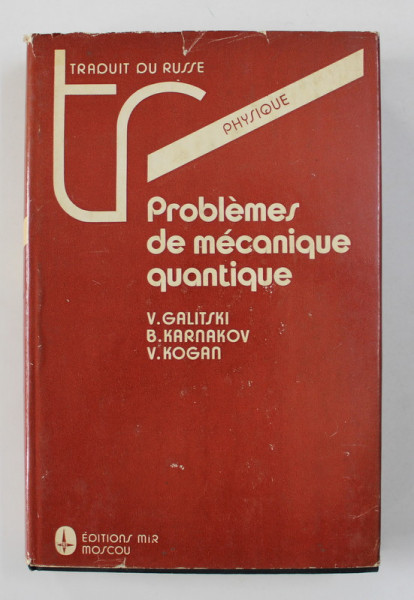 TRADUIT DU RUSSE
tr
PHYSIQUE
Problèmes
de mécanique
quantique
V.GALITSKI
B.KARNAKOV
V.KOGAN
ÉDITIONS MIR
MOSCOU